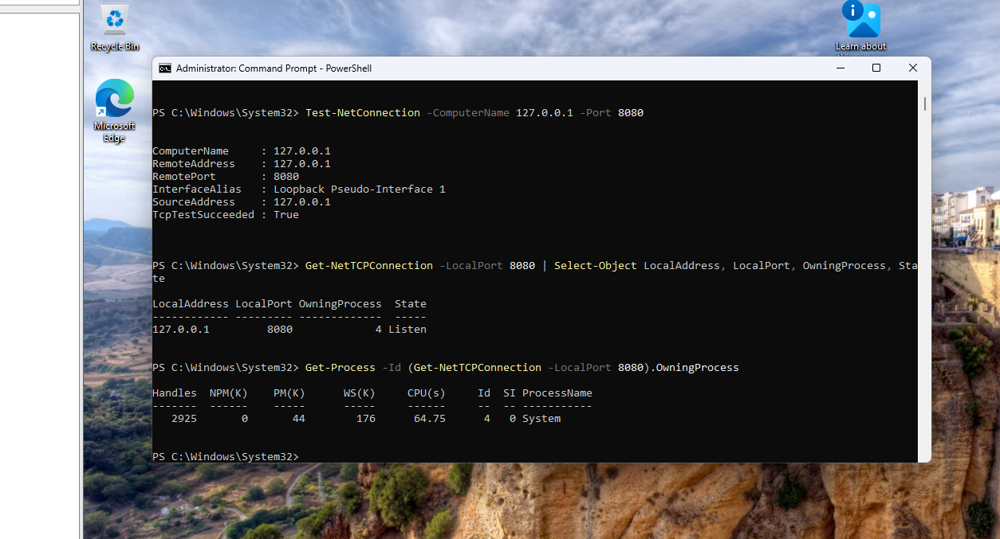 Recycle Bin
Learn about
Microsoft
Edge
Administrator: Command Prompt - PowerShell
PS C:\Windows\System32> Test-NetConnection -ComputerName 127.0.0.1 -Port 8080
ComputerName     : 127.0.0.1
RemoteAddress    : 127.0.0.1
RemotePort       : 8080
InterfaceAlias   : Loopback Pseudo-Interface 1
SourceAddress    : 127.0.0.1
TcpTestSucceeded : True
PS C:\Windows\System32> Get-NetTCPConnection -LocalPort 8080 | Select-Object LocalAddress, LocalPort, OwningProcess, Sta
te
LocalAddress LocalPort OwningProcess  State
------------ --------- -------------  -----
127.0.0.1         8080             4 Listen
PS C:\Windows\System32> Get-Process -Id (Get-NetTCPConnection -LocalPort 8080).OwningProcess
Handles  NPM(K)    PM(K)      WS(K)     CPU(s)     Id  SI ProcessName
-------  ------    -----      -----     ------     --  -- -----------
   2925       0       44        176      64.75      4   0 System
PS C:\Windows\System32>